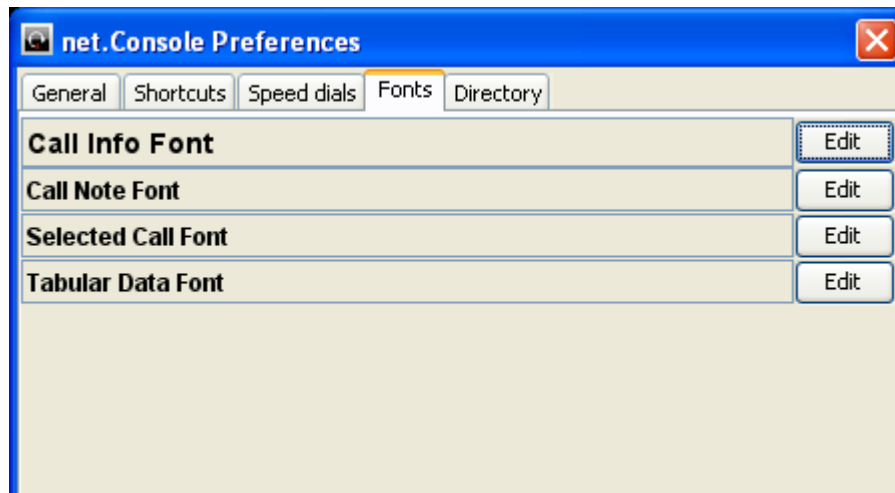 net.Console Preferences
General Shortcuts Speed dials Fonts Directory
Call Info Font Edit
Call Note Font Edit
Selected Call Font Edit
Tabular Data Font Edit